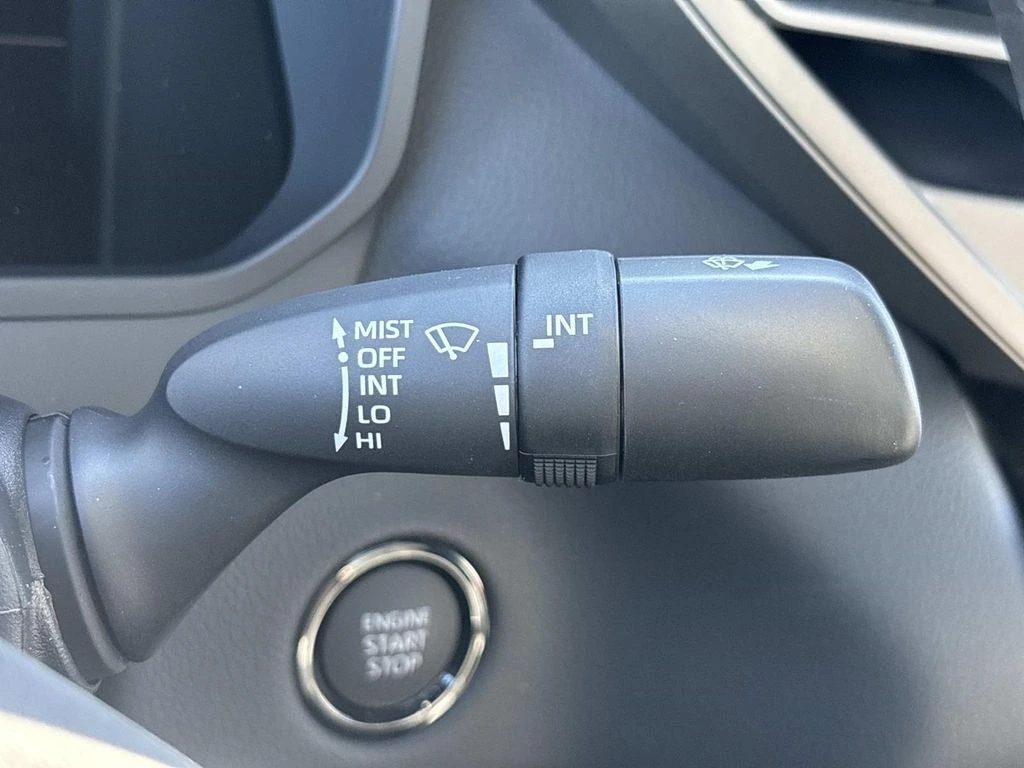 MIST
OFF
INT
LO
HI
INT
ENGINE
START
STOP